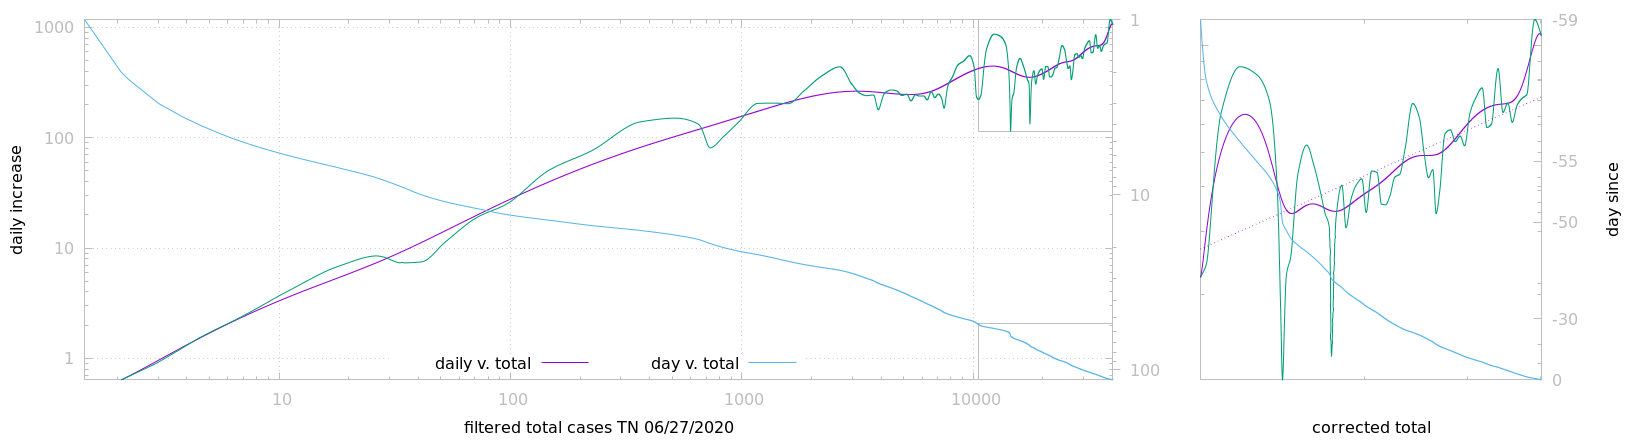 1000
100
10
1
daily increase
1
10
100
daily v. total
day v. total
10
100
1000
10000
filtered total cases TN 06/27/2020
-59
-55
-50
-30
0
day since
corrected total